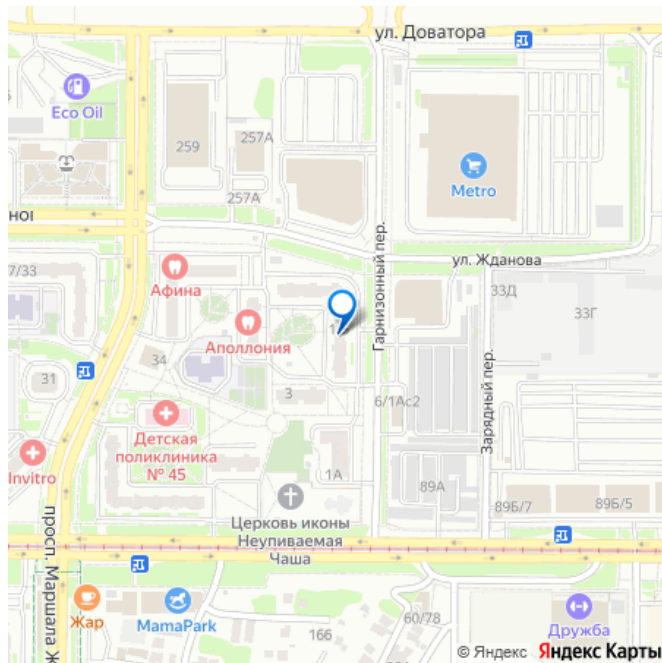 ул. Доватора
Eco Oil
259
257А
257А
Metro
Гарнизонный пер.
ул. Жданова
7/33
Афина
33Д
33Г
Аполлония
34
31
3
6/1Ас2
Зарядный пер.
Детская
поликлиника
№ 45
Invitro
1А
89А
89Б/7
89Б/5
Церковь иконы
Неупиваемая
Чаша
просп. Маршала Ж
Жар
MamaPark
166
60/78
Дружба
© Яндекс Яндекс Карты